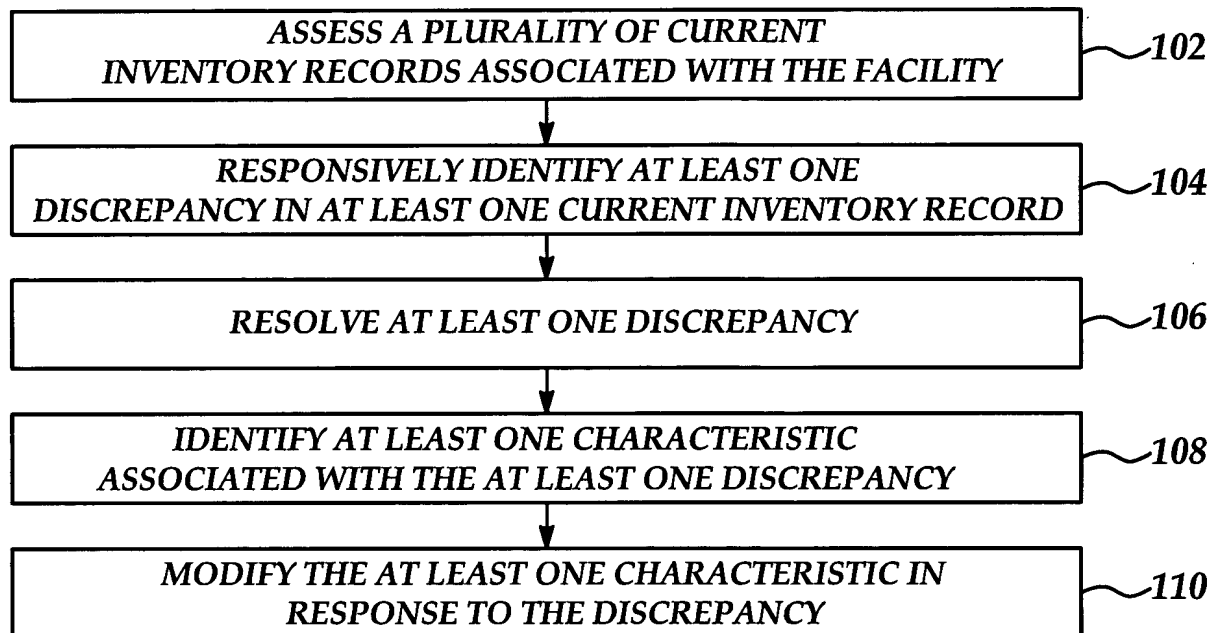 ASSESS A PLURALITY OF CURRENT
INVENTORY RECORDS ASSOCIATED WITH THE FACILITY
102
RESPONSIVELY IDENTIFY AT LEAST ONE
DISCREPANCY IN AT LEAST ONE CURRENT INVENTORY RECORD
104
RESOLVE AT LEAST ONE DISCREPANCY
106
IDENTIFY AT LEAST ONE CHARACTERISTIC
ASSOCIATED WITH THE AT LEAST ONE DISCREPANCY
108
MODIFY THE AT LEAST ONE CHARACTERISTIC IN
RESPONSE TO THE DISCREPANCY
110